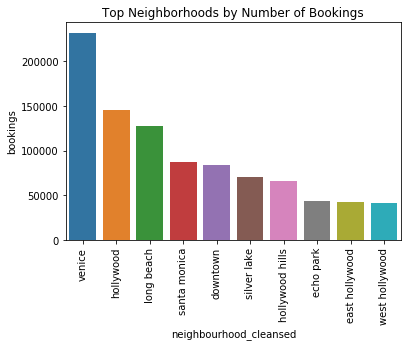 Top Neighborhoods by Number of Bookings
bookings
200000
150000
100000
50000
0
venice
hollywood
long beach
santa monica
downtown
silver lake
hollywood hills
echo park
east hollywood
west hollywood
neighbourhood_cleansed